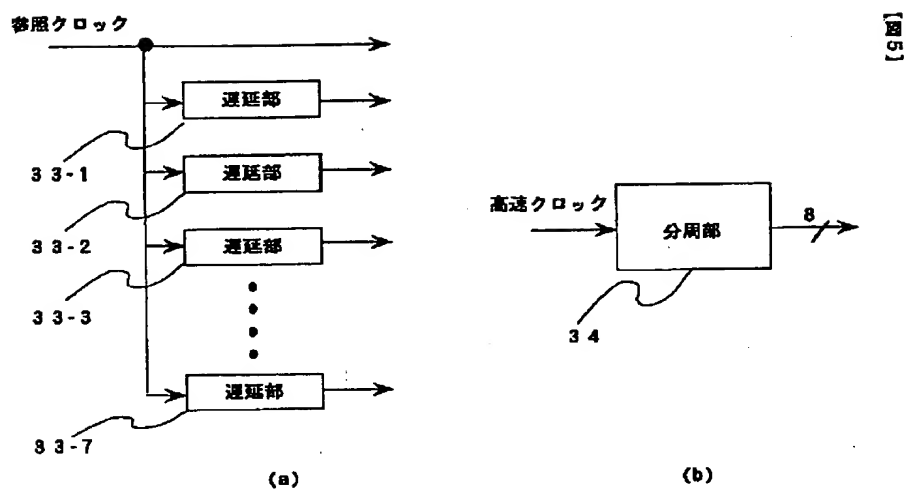 【図5】
参照クロック
遅延部
33-1
遅延部
33-2
遅延部
33-3
遅延部
33-7
(a)
高速クロック
分周部
8
34
(b)